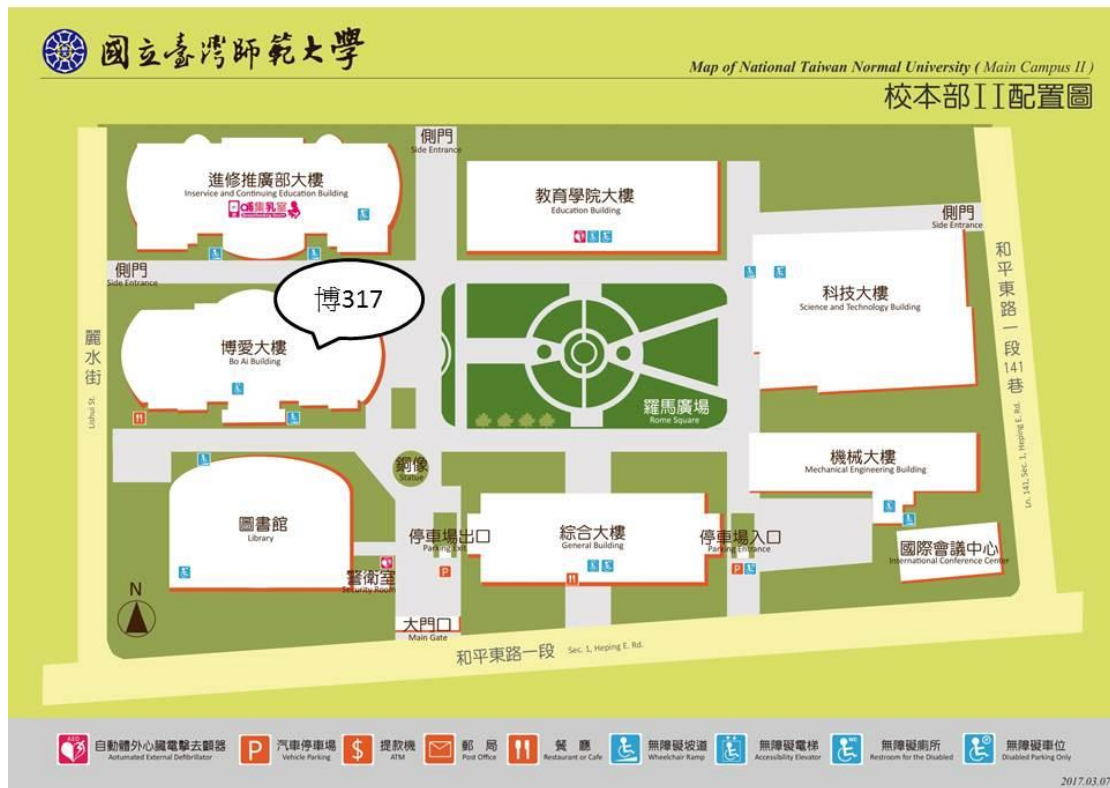 國立臺灣師範大學
Map of National Taiwan Normal University ( Main Campus II )
校本部II配置圖
側門
Side Entrance
進修推廣部大樓
Inservice and Continuing Education Building
哺集乳室
教育學院大樓
Education Building
側門
Side Entrance
側門
Side Entrance
博317
科技大樓
Science and Technology Building
和平東路一段141巷
Ln. 141, Sec. 1, Heping E. Rd.
麗水街
Lishui St.
博愛大樓
Bo Ai Building
羅馬廣場
Rome Square
銅像
Statue
機械大樓
Mechanical Engineering Building
圖書館
Library
停車場出口
Parking Exit
綜合大樓
General Building
停車場入口
Parking Entrance
國際會議中心
International Conference Center
警衛室
Security Room
P
P
N
大門口
Main Gate
和平東路一段 Sec. 1, Heping E. Rd.
AED 自動體外心臟電擊去顫器
Automated External Defibrillator
P 汽車停車場
Vehicle Parking
$ 提款機
ATM
郵局
Post Office
餐廳
Restaurant or Cafe
無障礙坡道
Wheelchair Ramp
無障礙電梯
Accessibility Elevator
無障礙廁所
Restroom for the Disabled
無障礙車位
Disabled Parking Only
2017.03.07